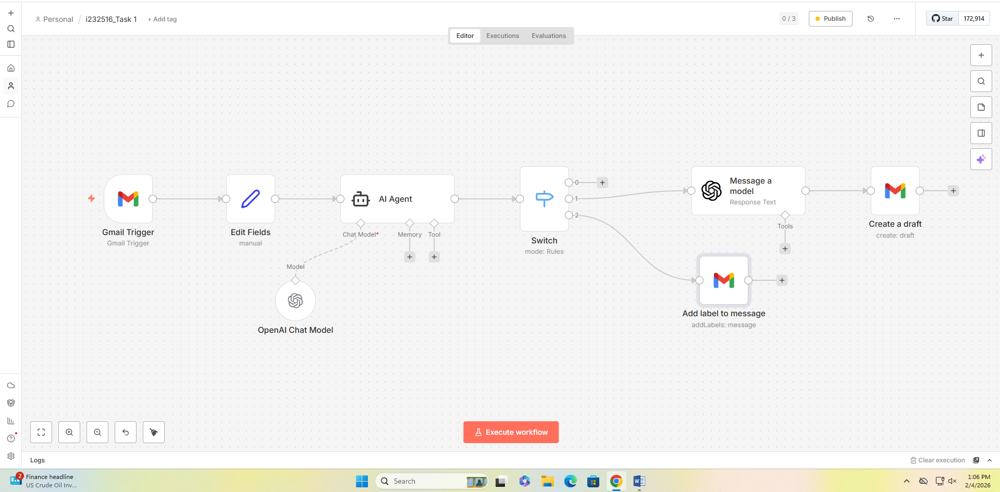 Personal / i232516_Task 1 + Add tag
0 / 3
Publish
Star 172,914
Editor Executions Evaluations
Gmail Trigger
Gmail Trigger
Edit Fields
manual
AI Agent
Chat Model*
Memory
Tool
Model
OpenAI Chat Model
0
1
2
Switch
mode: Rules
Message a
model
Response Text
Tools
Create a draft
create: draft
Add label to message
addLabels: message
Execute workflow
Logs
Clear execution
2
Finance headline
US Crude Oil Inv...
Search
1:06 PM
2/4/2026